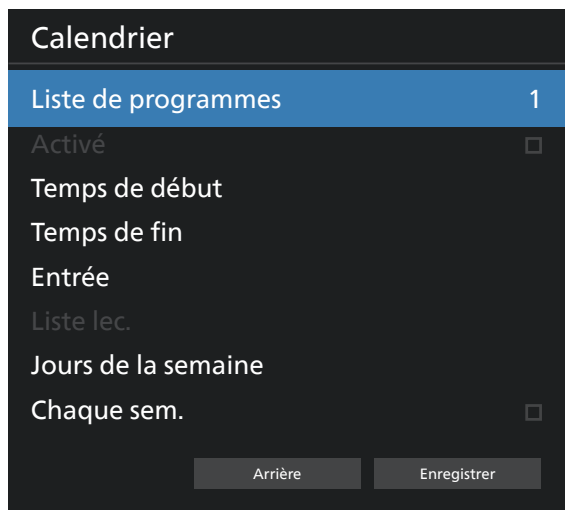 Calendrier
Liste de programmes 1
Activé
Temps de début
Temps de fin
Entrée
Liste lec.
Jours de la semaine
Chaque sem.
Arrière Enregistrer